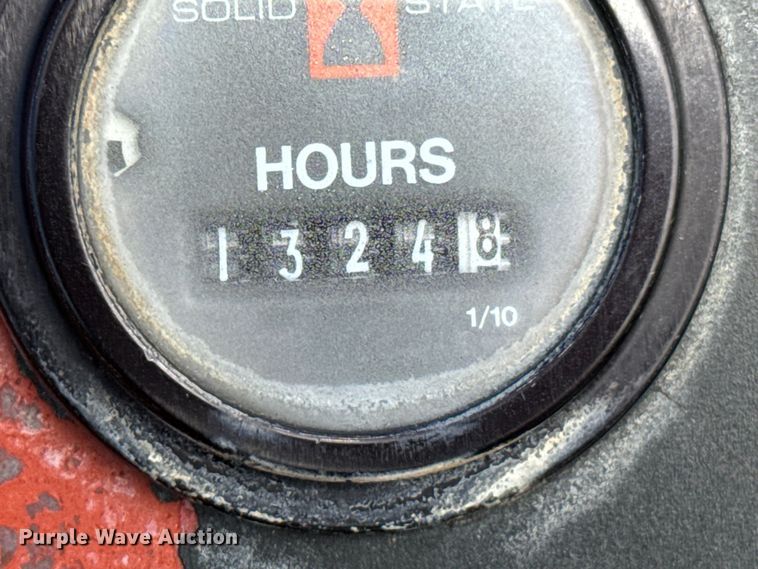 SOLID STATE
HOURS
1 3 2 4 8
1/10
Purple Wave Auction